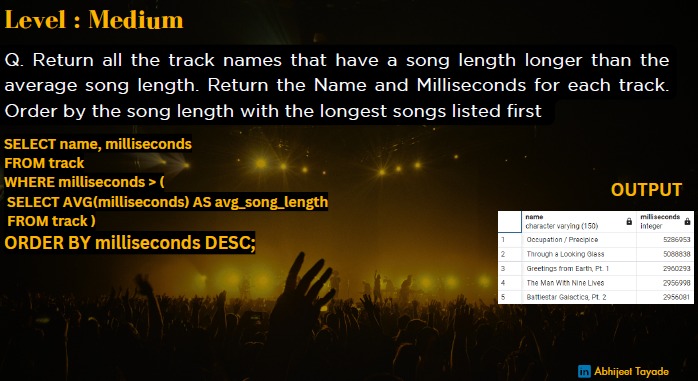 Level : Medium
Q. Return all the track names that have a song length longer than the
average song length. Return the Name and Milliseconds for each track.
Order by the song length with the longest songs listed first
SELECT name, milliseconds
FROM track
WHERE milliseconds > (
SELECT AVG(milliseconds) AS avg_song_length
FROM track )
ORDER BY milliseconds DESC;
OUTPUT
name milliseconds
character varying (150) integer
1 Occupation / Precipice 5286953
2 Through a Looking Glass 5088838
3 Greetings from Earth, Pt. 1 2960293
4 The Man With Nine Lives 2956998
5 Battlestar Galactica, Pt. 2 2956081
in Abhijeet Tayade